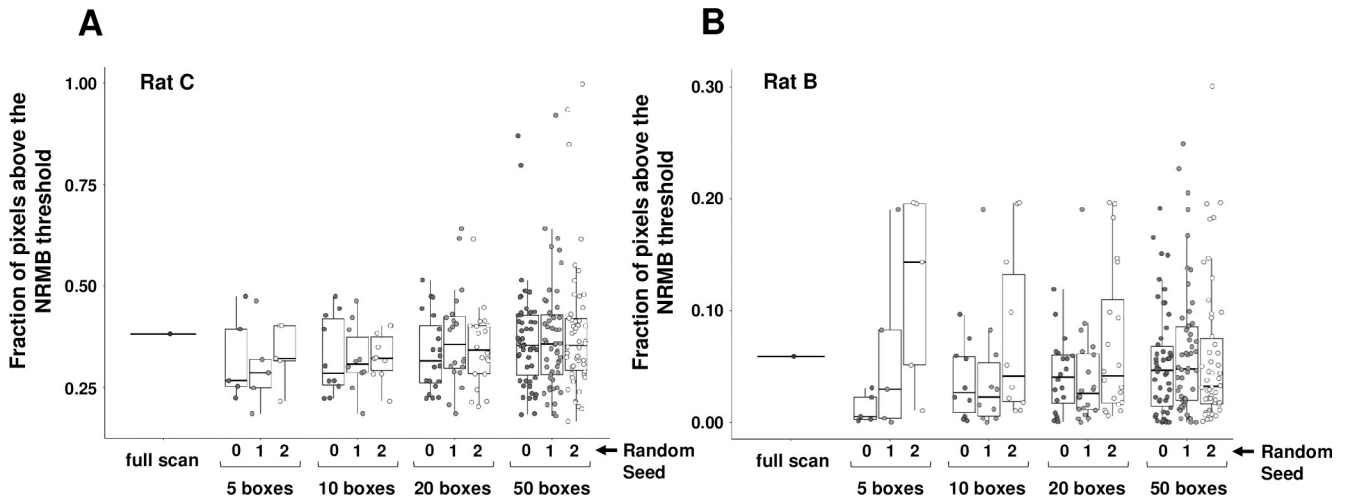 A
Fraction of pixels above the
NRMB threshold
Rat C
1.00
0.75
0.50
0.25
full scan
0 1 2 0 1 2 0 1 2 0 1 2
Random
Seed
5 boxes 10 boxes 20 boxes 50 boxes
B
Fraction of pixels above the
NRMB threshold
Rat B
0.30
0.20
0.10
0.00
full scan
0 1 2 0 1 2 0 1 2 0 1 2
Random
Seed
5 boxes 10 boxes 20 boxes 50 boxes